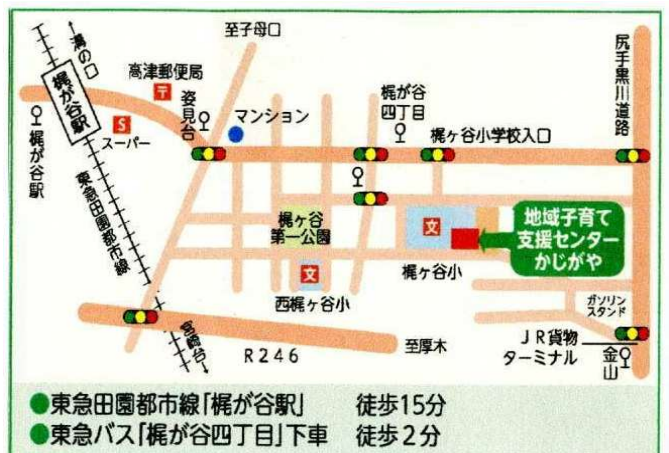 至子母口
溝の口
高津郵便局
〒
梶が谷駅
姿見台
マンション
梶が谷
四丁目
尻手黒川道路
S
スーパー
梶ヶ谷小学校入口
梶が谷駅
東急田園都市線
梶ヶ谷
第一公園
文
地域子育て
支援センター
かじがや
梶ヶ谷小
文
西梶ヶ谷小
ガソリン
スタンド
宮崎台
R246
至厚木
JR貨物
ターミナル
金山
●東急田園都市線「梶が谷駅」 徒歩15分
●東急バス「梶が谷四丁目」下車 徒歩2分